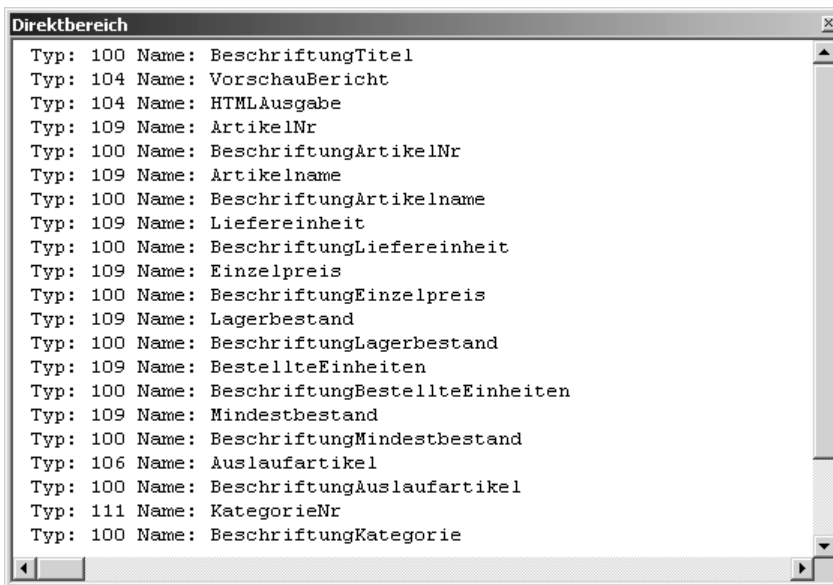 Direktbereich
Typ: 100 Name: BeschriftungTitel
Typ: 104 Name: VorschauBericht
Typ: 104 Name: HTMLAusgabe
Typ: 109 Name: ArtikelNr
Typ: 100 Name: BeschriftungArtikelNr
Typ: 109 Name: Artikelname
Typ: 100 Name: BeschriftungArtikelname
Typ: 109 Name: Liefereinheit
Typ: 100 Name: BeschriftungLiefereinheit
Typ: 109 Name: Einzelpreis
Typ: 100 Name: BeschriftungEinzelpreis
Typ: 109 Name: Lagerbestand
Typ: 100 Name: BeschriftungLagerbestand
Typ: 109 Name: BestellteEinheiten
Typ: 100 Name: BeschriftungBestellteEinheiten
Typ: 109 Name: Mindestbestand
Typ: 100 Name: BeschriftungMindestbestand
Typ: 106 Name: Auslaufartikel
Typ: 100 Name: BeschriftungAuslaufartikel
Typ: 111 Name: KategorieNr
Typ: 100 Name: BeschriftungKategorie